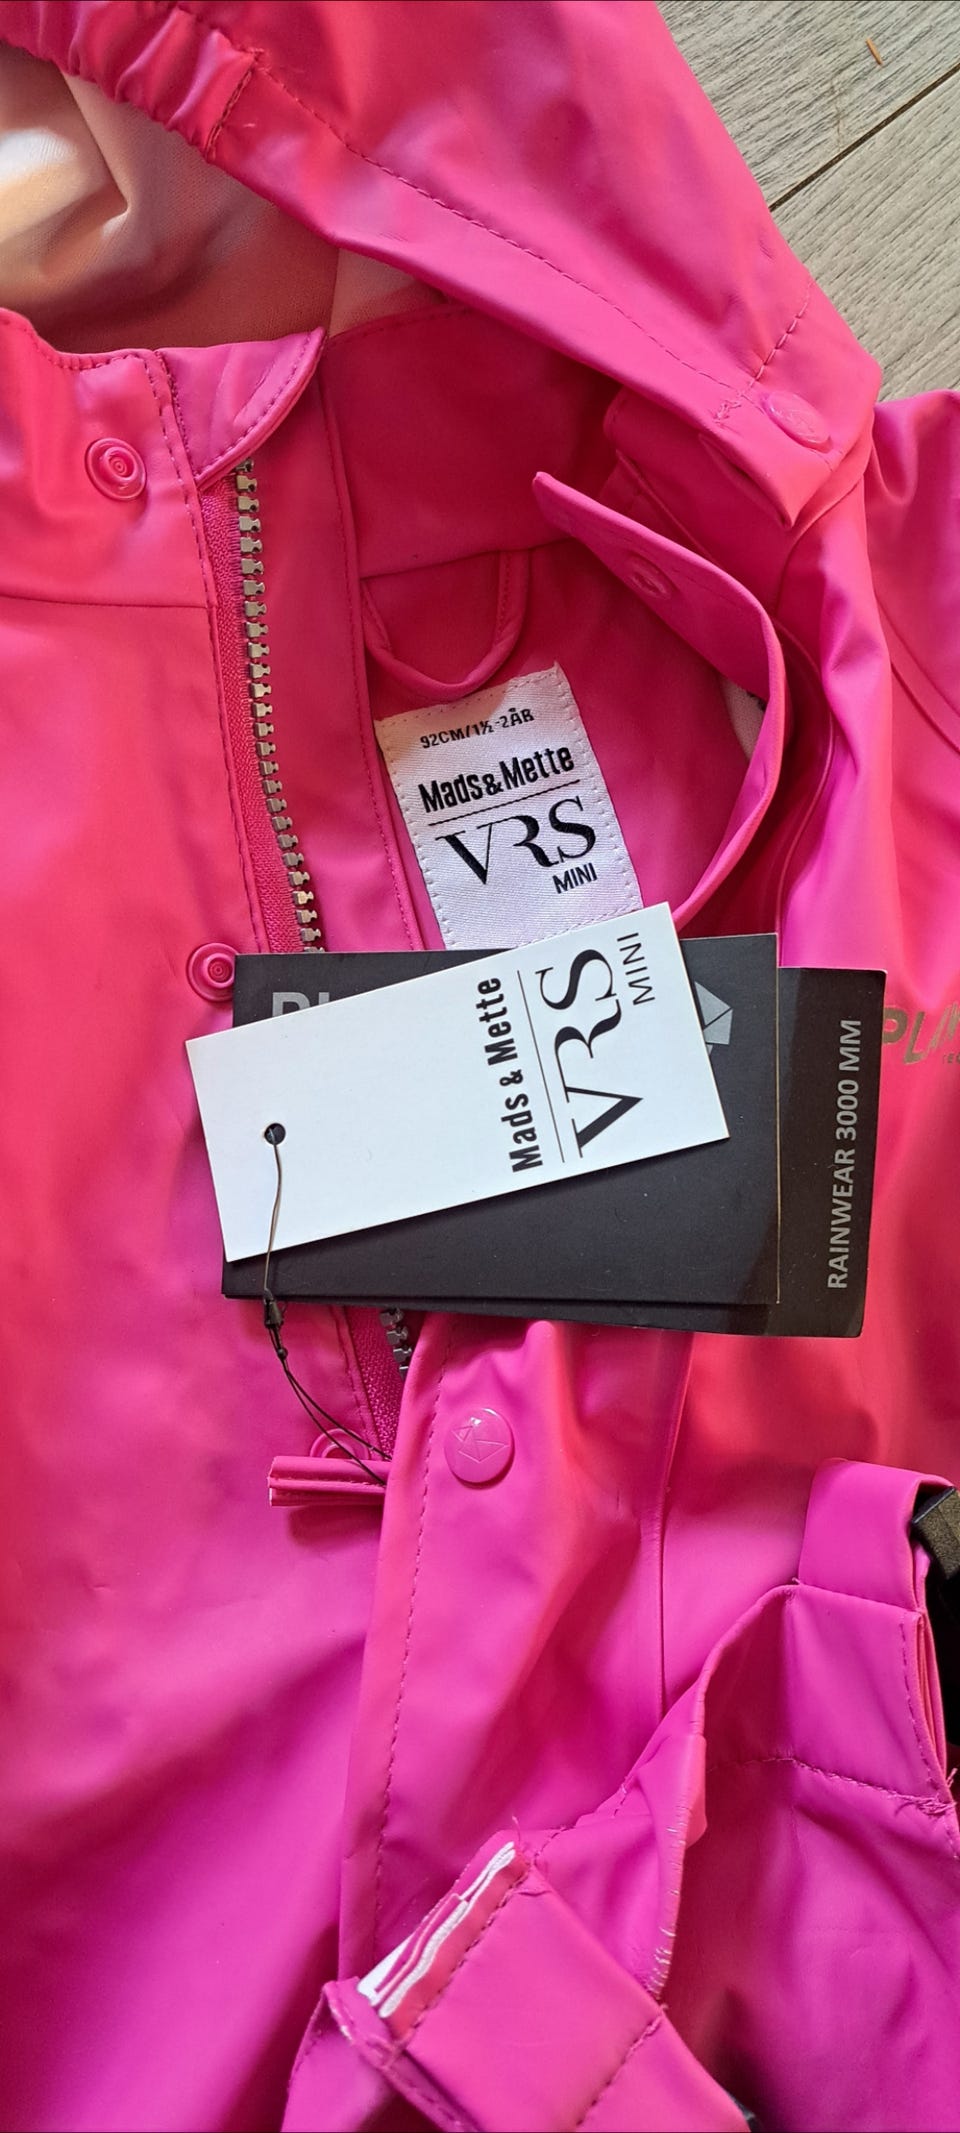 92CM/1½-2ÅR
Mads&Mette
VRS
MINI
Mads & Mette
VRS
MINI
RAINWEAR 3000 MM